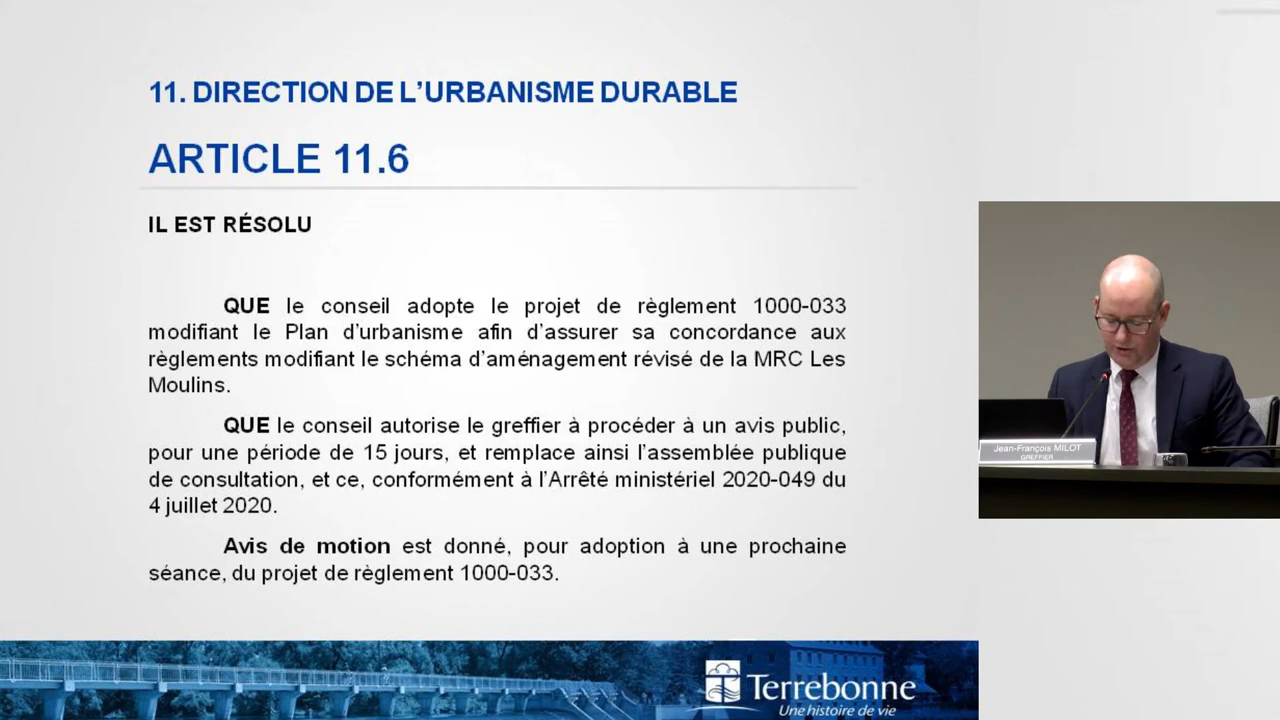 11. DIRECTION DE L'URBANISME DURABLE
ARTICLE 11.6
IL EST RÉSOLU
QUE le conseil adopte le projet de règlement 1000-033
modifiant le Plan d'urbanisme afin d'assurer sa concordance aux
règlements modifiant le schéma d'aménagement révisé de la MRC Les
Moulins.
QUE le conseil autorise le greffier à procéder à un avis public,
pour une période de 15 jours, et remplace ainsi l'assemblée publique
de consultation, et ce, conformément à l'Arrêté ministériel 2020-049 du
4 juillet 2020.
Avis de motion est donné, pour adoption à une prochaine
séance, du projet de règlement 1000-033.
Jean-François MILOT
GREFFIER
Terrebonne
Une histoire de vie